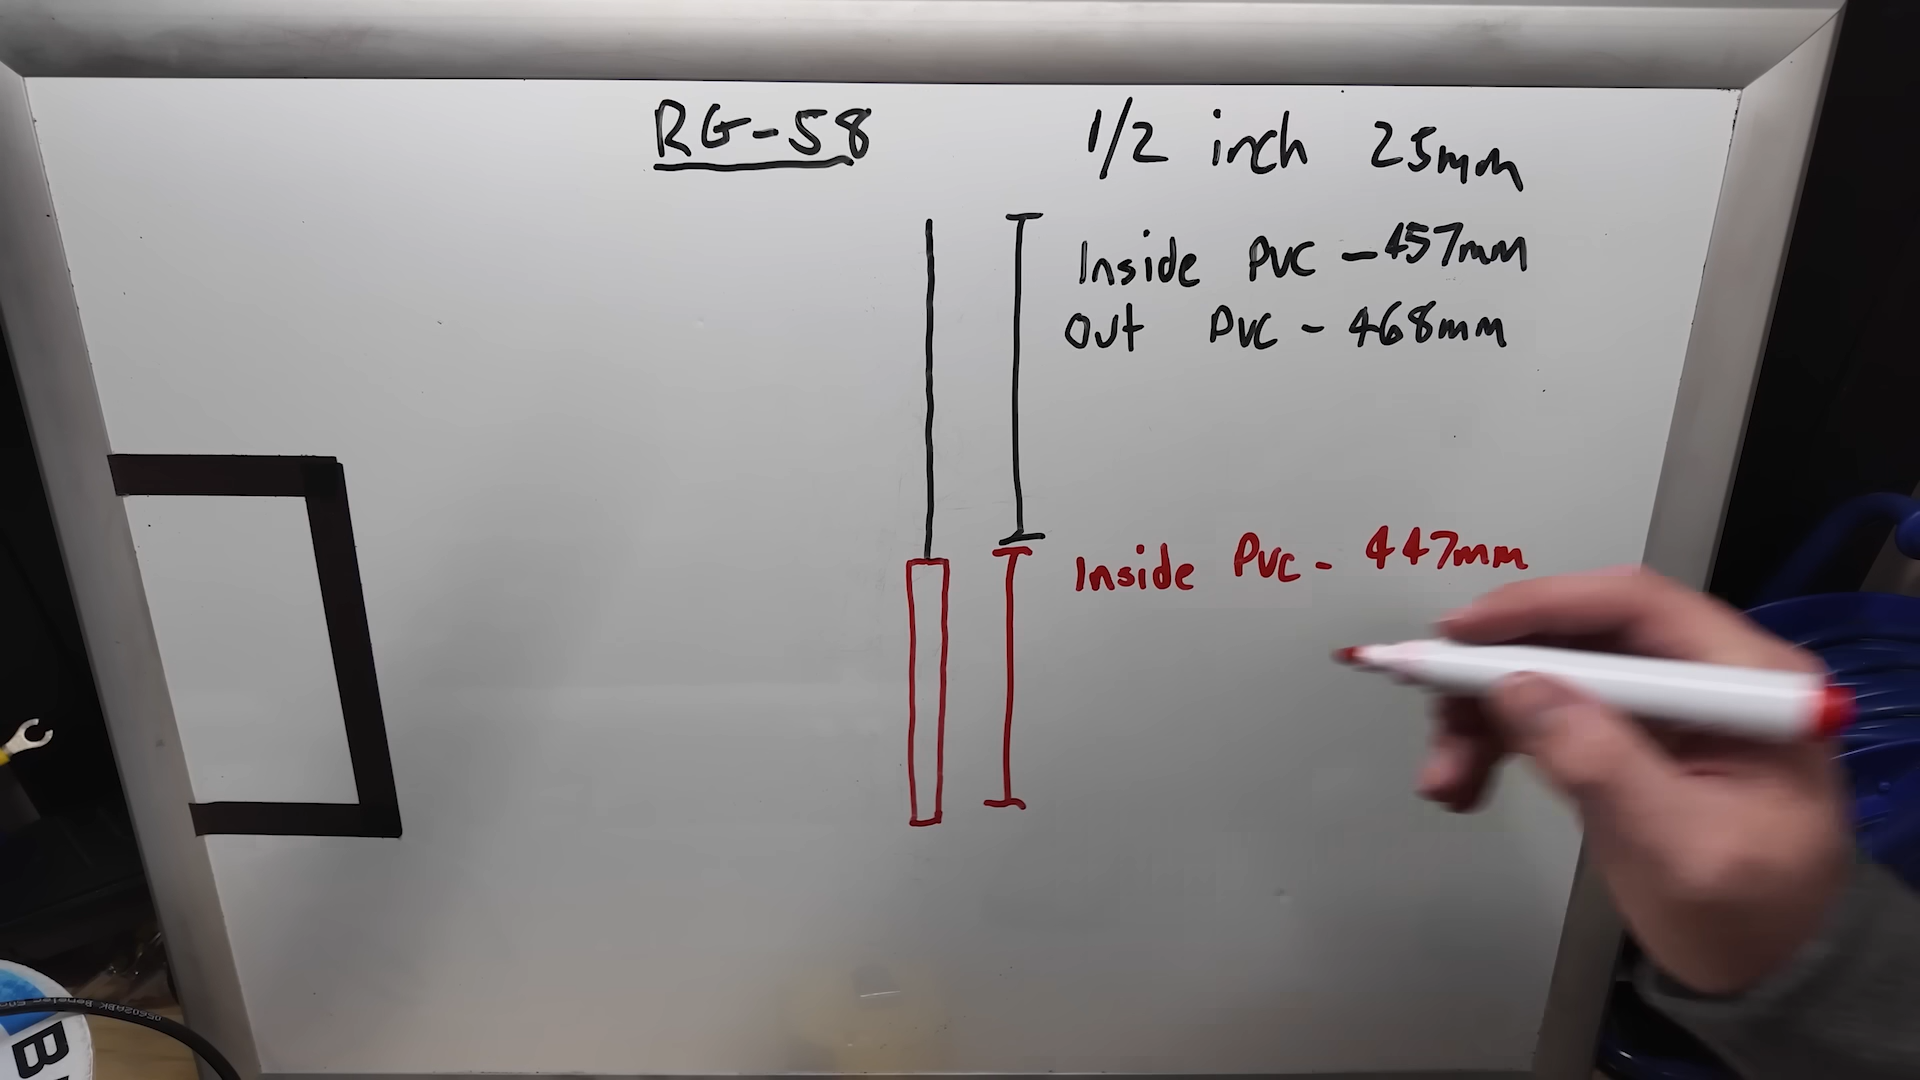 RG-58
1/2 inch 25mm
Inside PVC - 457mm
Out PVC - 468mm
Inside PVC - 447mm